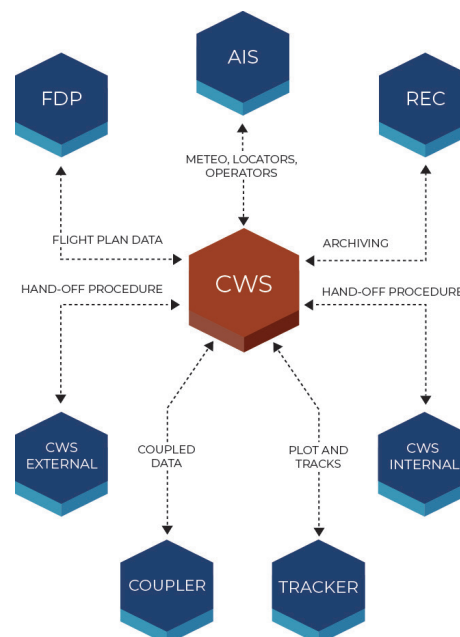 AIS
FDP
REC
METEO, LOCATORS,
OPERATORS
FLIGHT PLAN DATA
ARCHIVING
CWS
HAND-OFF PROCEDURE
HAND-OFF PROCEDURE
CWS
EXTERNAL
CWS
INTERNAL
COUPLED
DATA
PLOT AND
TRACKS
COUPLER
TRACKER